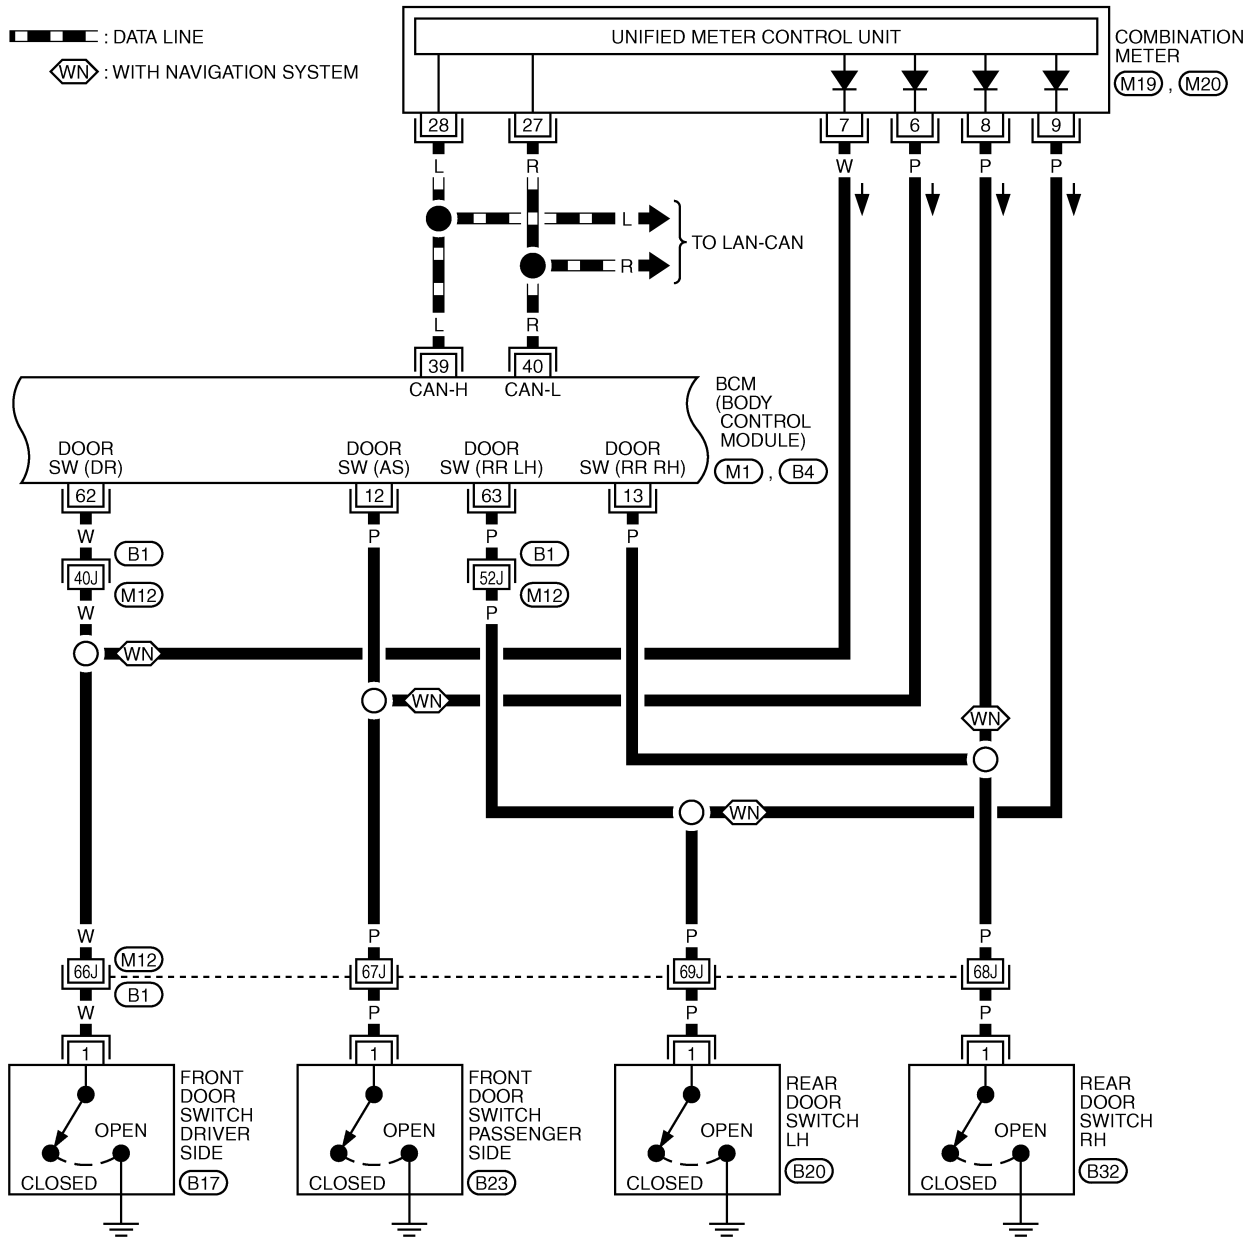 : DATA LINE
WN : WITH NAVIGATION SYSTEM
UNIFIED METER CONTROL UNIT
COMBINATION
METER
M19 , M20
28 27 7 6 8 9
L R W P P P
L
R
TO LAN-CAN
L R
39 40
CAN-H CAN-L
BCM
(BODY
CONTROL
MODULE)
M1 , B4
DOOR
SW (DR)
DOOR
SW (AS)
DOOR
SW (RR LH)
DOOR
SW (RR RH)
62 12 63 13
W P P P
B1 B1
40J 52J
M12 M12
W P
WN
WN
WN
WN
W P P P
M12
66J 67J 69J 68J
B1
W P P P
1 1 1 1
OPEN
CLOSED
FRONT
DOOR
SWITCH
DRIVER
SIDE
B17
OPEN
CLOSED
FRONT
DOOR
SWITCH
PASSENGER
SIDE
B23
OPEN
CLOSED
REAR
DOOR
SWITCH
LH
B20
OPEN
CLOSED
REAR
DOOR
SWITCH
RH
B32